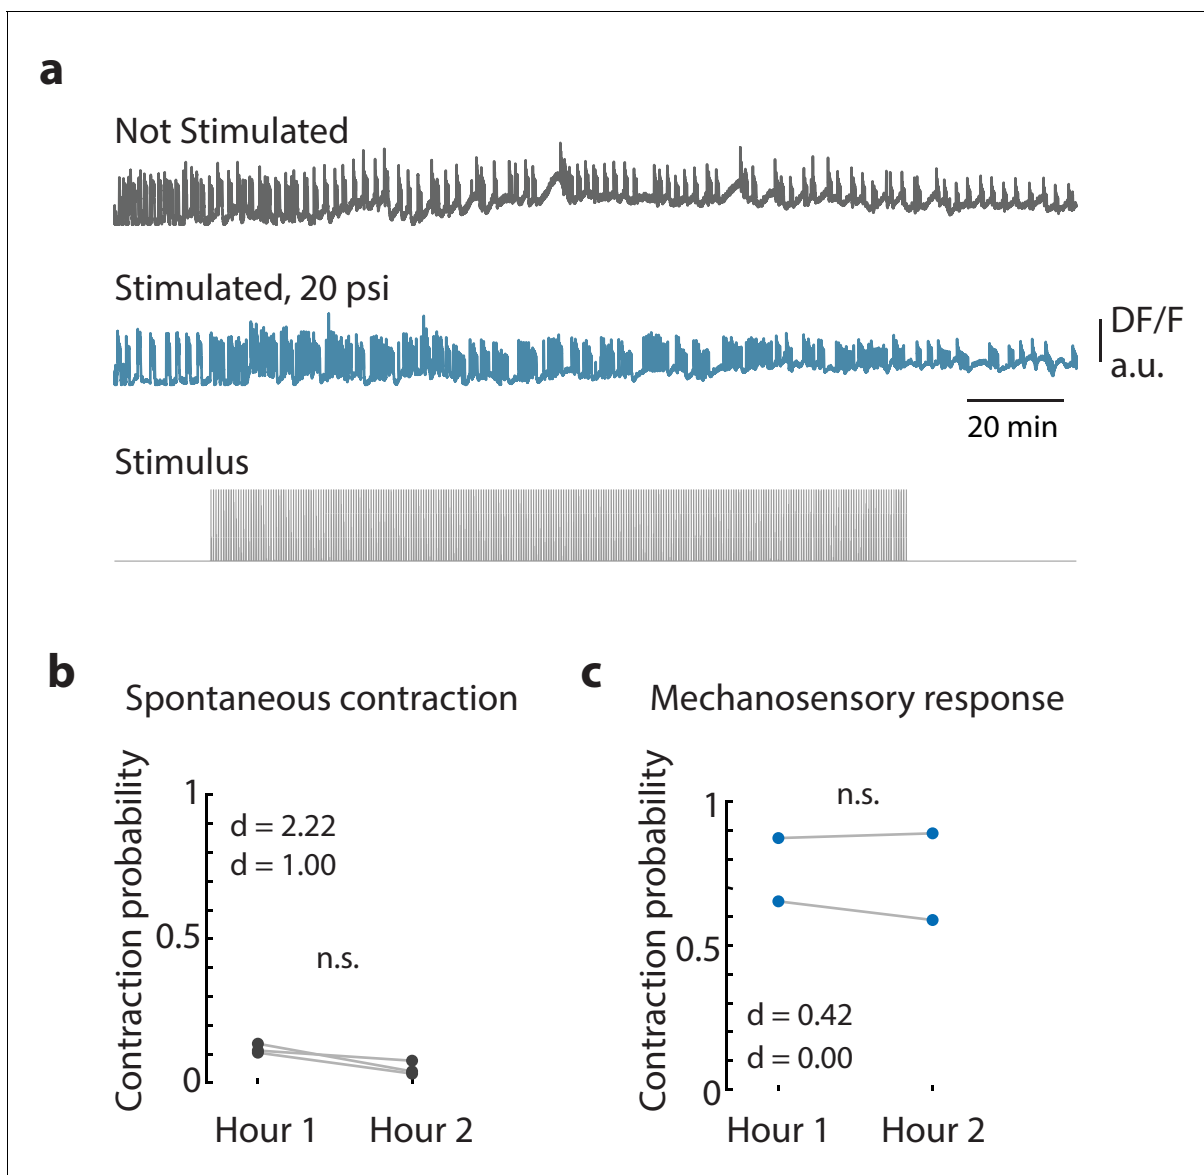 a
Not Stimulated
Stimulated, 20 psi
DF/F
a.u.
20 min
Stimulus
b
Spontaneous contraction
Contraction probability
1
0.5
0
d = 2.22
d = 1.00
n.s.
Hour 1
Hour 2
c
Mechanosensory response
Contraction probability
1
0.5
0
n.s.
d = 0.42
d = 0.00
Hour 1
Hour 2